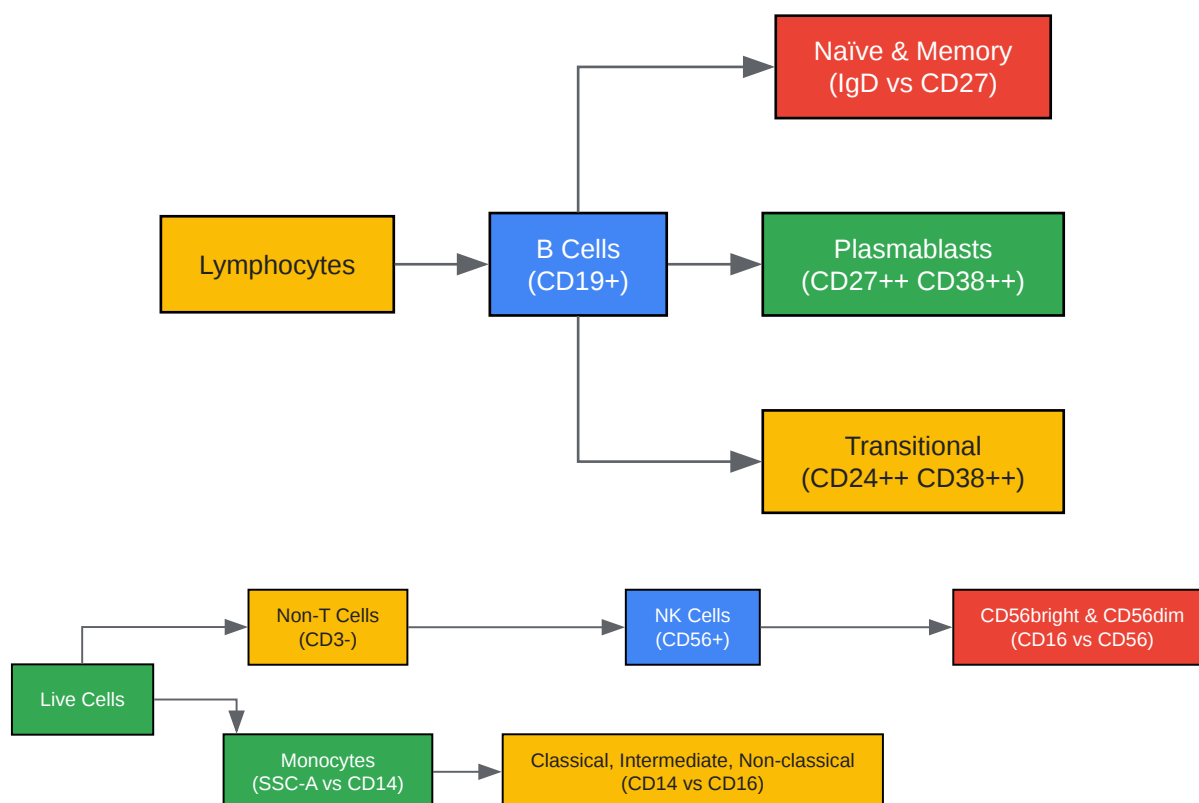 Naïve & Memory
(IgD vs CD27)
Lymphocytes
B Cells
(CD19+)
Plasmablasts
(CD27++ CD38++)
Transitional
(CD24++ CD38++)
Non-T Cells
(CD3-)
NK Cells
(CD56+)
CD56bright & CD56dim
(CD16 vs CD56)
Live Cells
Monocytes
(SSC-A vs CD14)
Classical, Intermediate, Non-classical
(CD14 vs CD16)